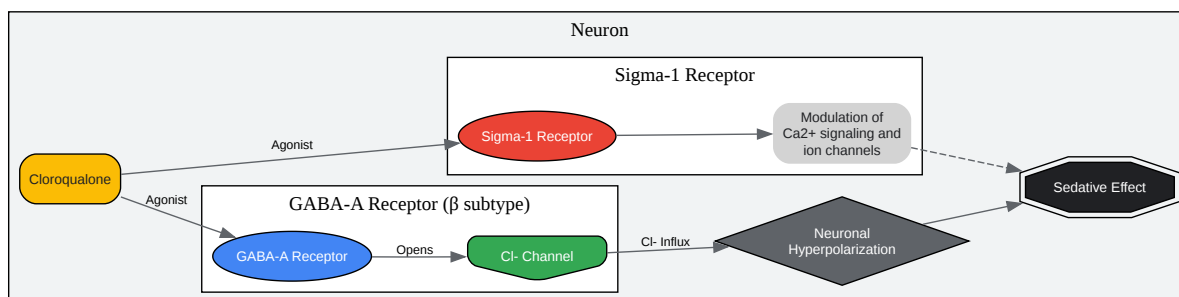 Neuron
Sigma-1 Receptor
Agonist
Sigma-1 Receptor
Modulation of
Ca2+ signaling and
ion channels
Cloroqualone
Agonist
GABA-A Receptor (β subtype)
GABA-A Receptor
Opens
Cl- Channel
Cl- Influx
Neuronal
Hyperpolarization
Sedative Effect